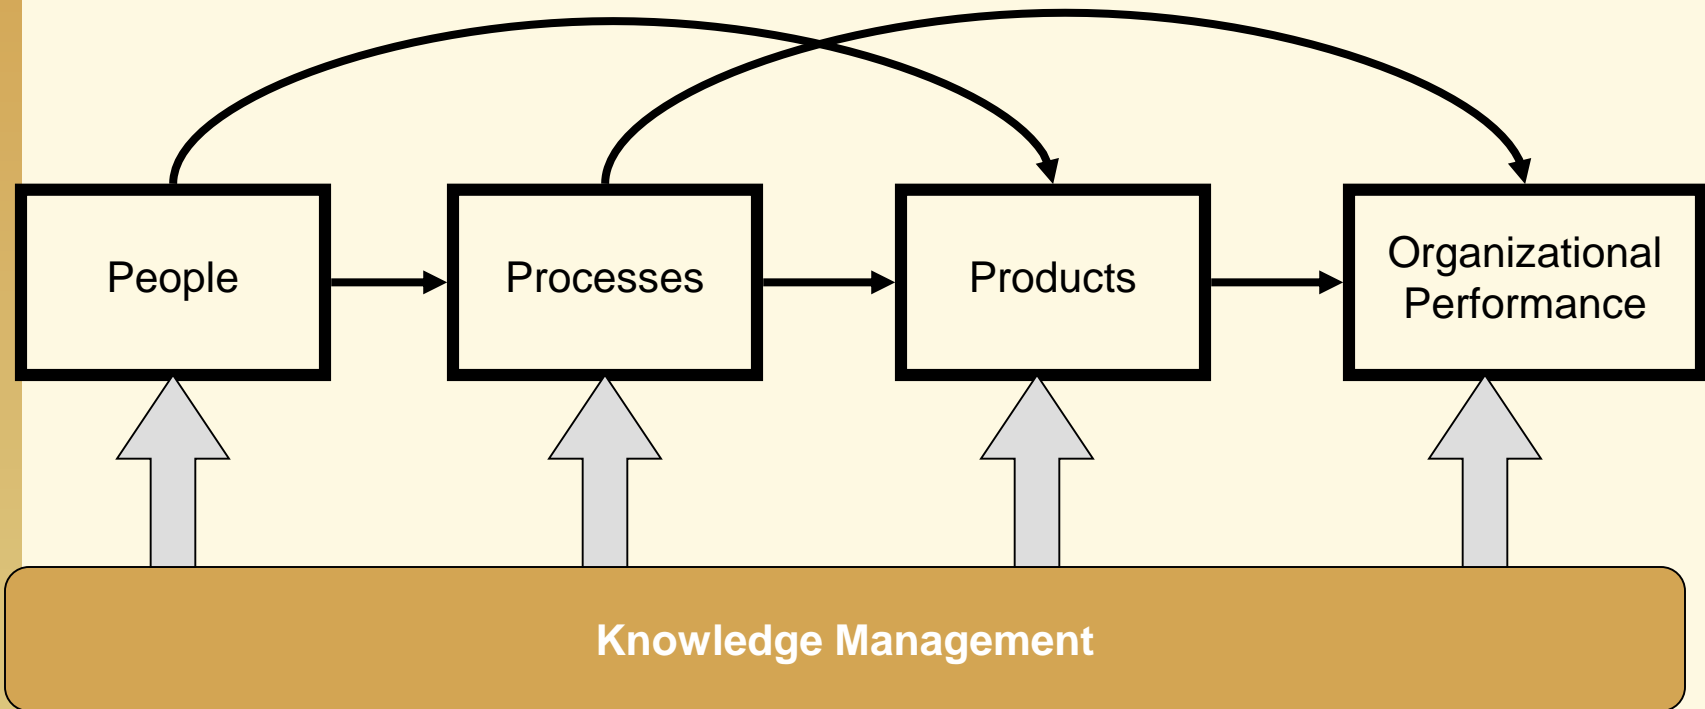 People
Processes
Products
Organizational
Performance
Knowledge Management